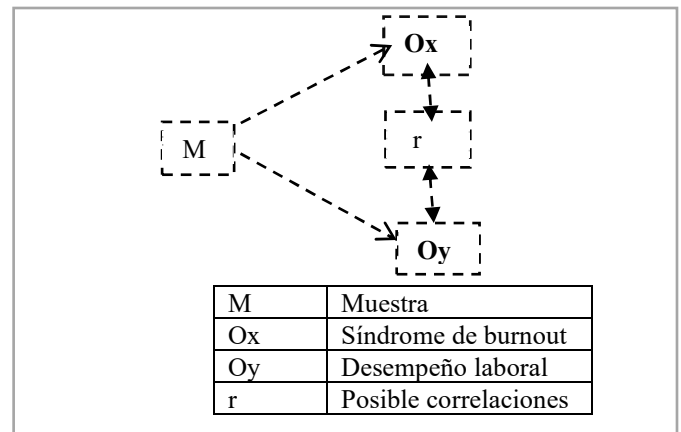 Ox
M
r
Oy
M Muestra
Ox Síndrome de burnout
Oy Desempeño laboral
r Posible correlaciones